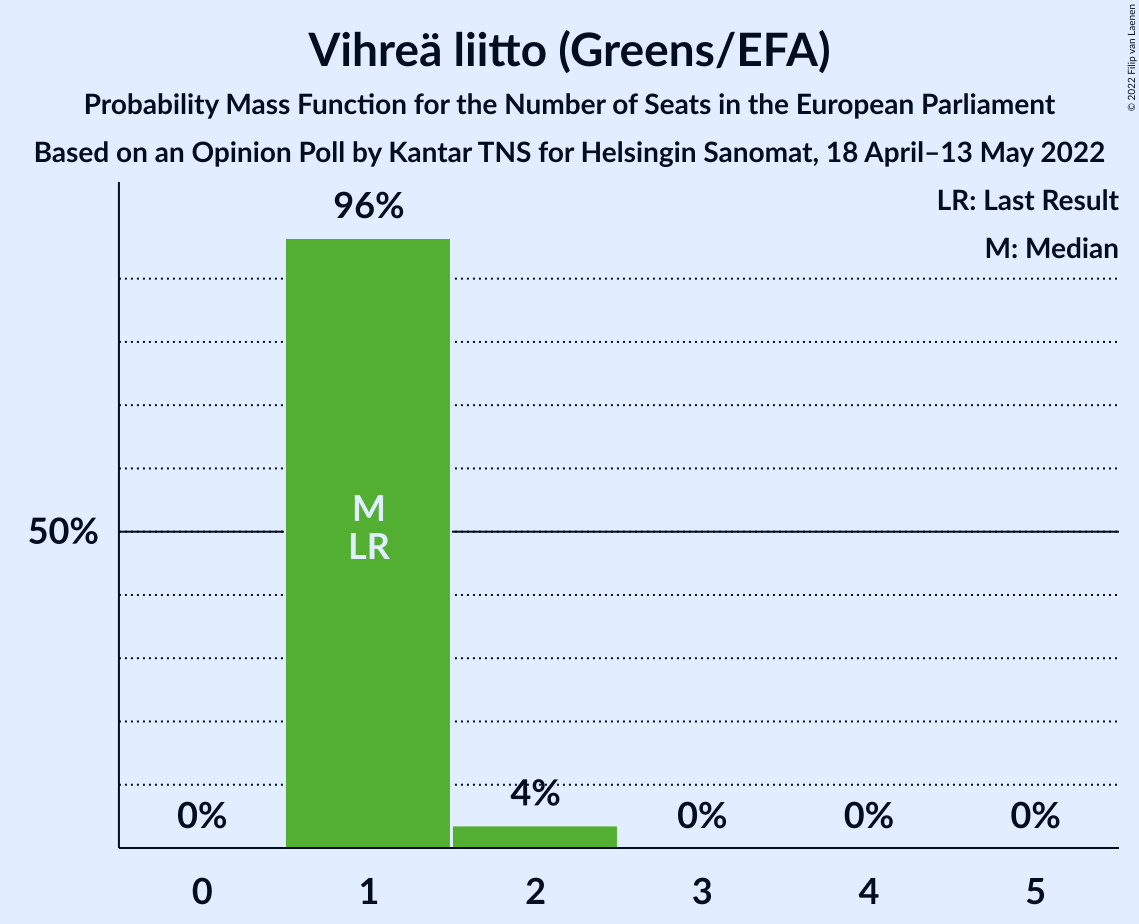 Vihreä liitto (Greens/EFA)
Probability Mass Function for the Number of Seats in the European Parliament
Based on an Opinion Poll by Kantar TNS for Helsingin Sanomat, 18 April–13 May 2022
© 2022 Filip van Laenen
LR: Last Result
M: Median
96%
50%
M
LR
0%
4%
0%
0%
0%
0
1
2
3
4
5